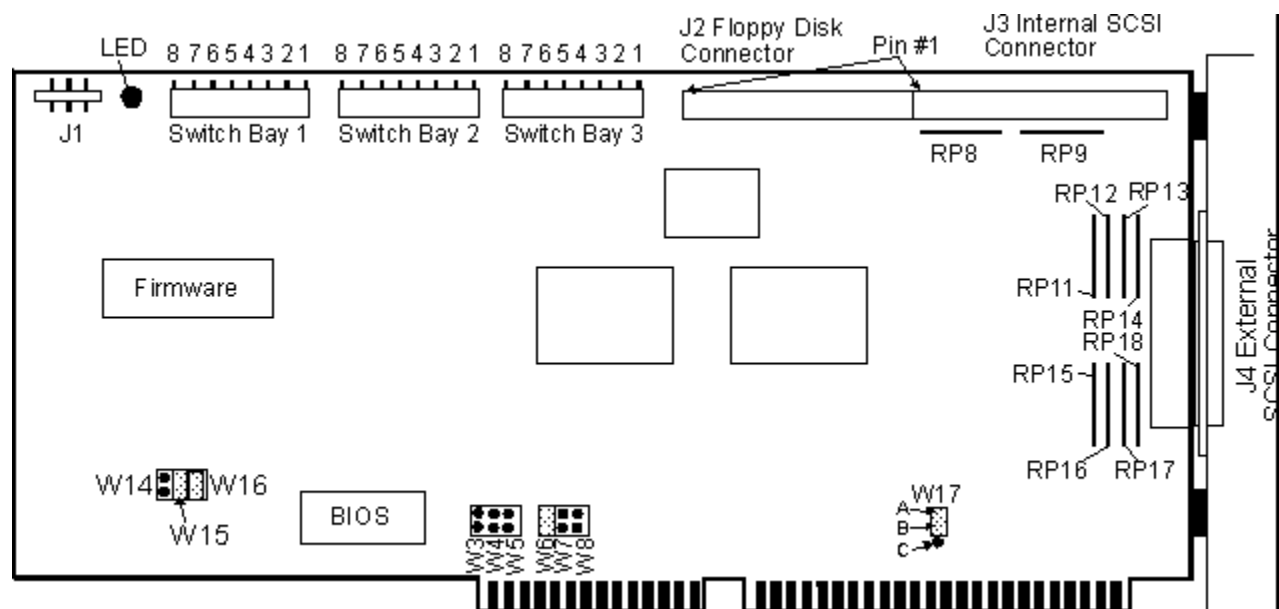 LED
8 7 6 5 4 3 2 1
8 7 6 5 4 3 2 1
8 7 6 5 4 3 2 1
J2 Floppy Disk
Connector
Pin #1
J3 Internal SCSI
Connector
J1
Switch Bay 1
Switch Bay 2
Switch Bay 3
RP8
RP9
RP12
RP13
Firmware
RP11
RP14
RP18
RP15
RP16
RP17
J4 External
SCSI Connector
W14
W16
W15
BIOS
W3
W4
W5
W6
W7
W8
W17
A
B
C